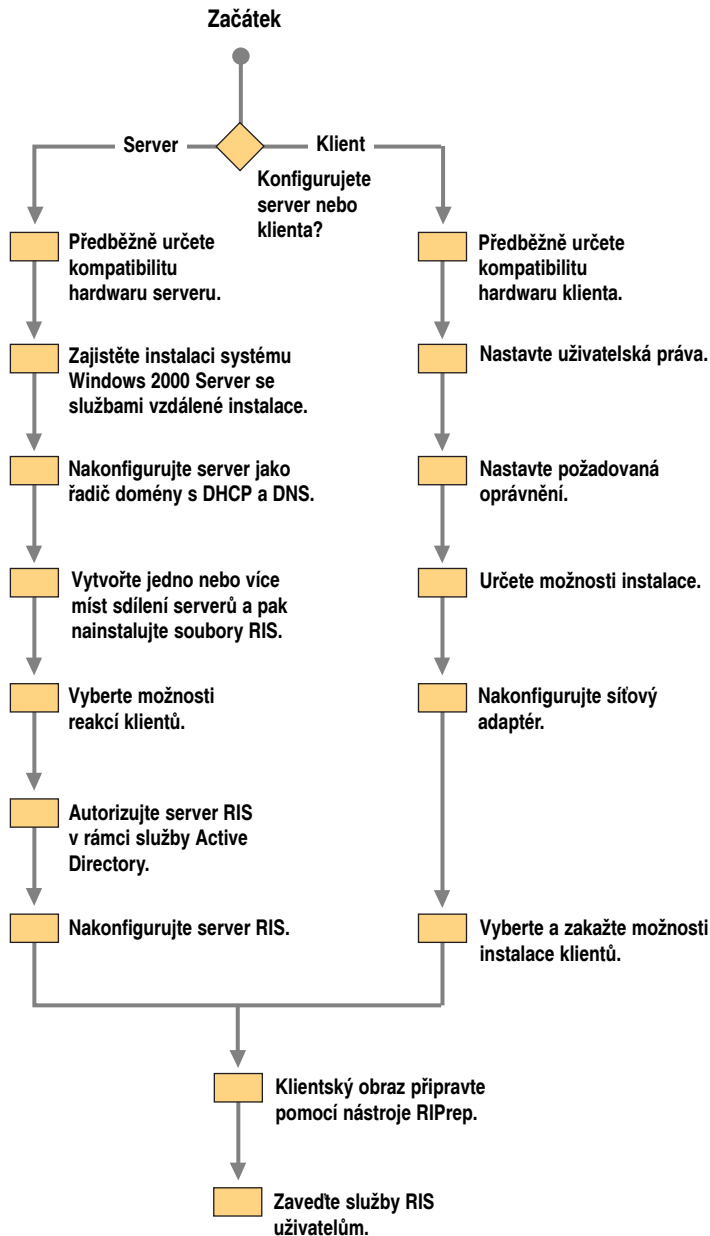 Začátek
Server
Klient
Konfigurujete
server nebo
klienta?
Předběžně určete
kompatibilitu
hardwaru serveru.
Zajistěte instalaci systému
Windows 2000 Server se
službami vzdálené instalace.
Nakonfigurujte server jako
řadič domény s DHCP a DNS.
Vytvořte jedno nebo více
míst sdílení serverů a pak
nainstalujte soubory RIS.
Vyberte možnosti
reakcí klientů.
Autorizujte server RIS
v rámci služby Active
Directory.
Nakonfigurujte server RIS.
Předběžně určete
kompatibilitu
hardwaru klienta.
Nastavte uživatelská práva.
Nastavte požadovaná
oprávnění.
Určete možnosti instalace.
Nakonfigurujte síťový
adaptér.
Vyberte a zakažte možnosti
instalace klientů.
Klientský obraz připravte
pomocí nástroje RIPrep.
Zaveďte služby RIS
uživatelům.